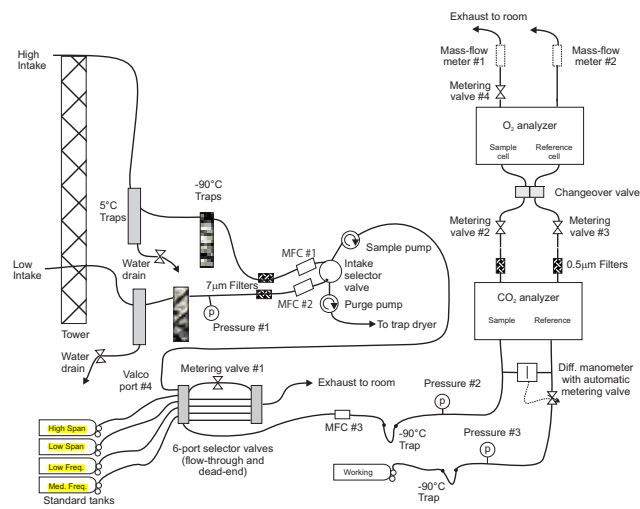 Exhaust to room
High
Intake
Mass-flow
meter #1
Mass-flow
meter #2
Metering
valve #4
O₂ analyzer
Sample
cell
Reference
cell
-90°C
Traps
5°C
Traps
Changeover valve
Metering
valve #2
Metering
valve #3
Sample pump
MFC #1
Intake
selector
valve
Low
Intake
Water
drain
7µm Filters
MFC #2
0.5µm Filters
Purge pump
CO₂ analyzer
Sample
Reference
Pressure #1
To trap dryer
Tower
Water
drain
Valco
port #4
Metering valve #1
Exhaust to room
Diff. manometer
with automatic
metering valve
Pressure #2
P
P
P
High Span
Low Span
Low Freq.
Med. Freq.
Standard tanks
6-port selector valves
(flow-through and
dead-end)
MFC #3
-90°C
Trap
Pressure #3
Working
-90°C
Trap